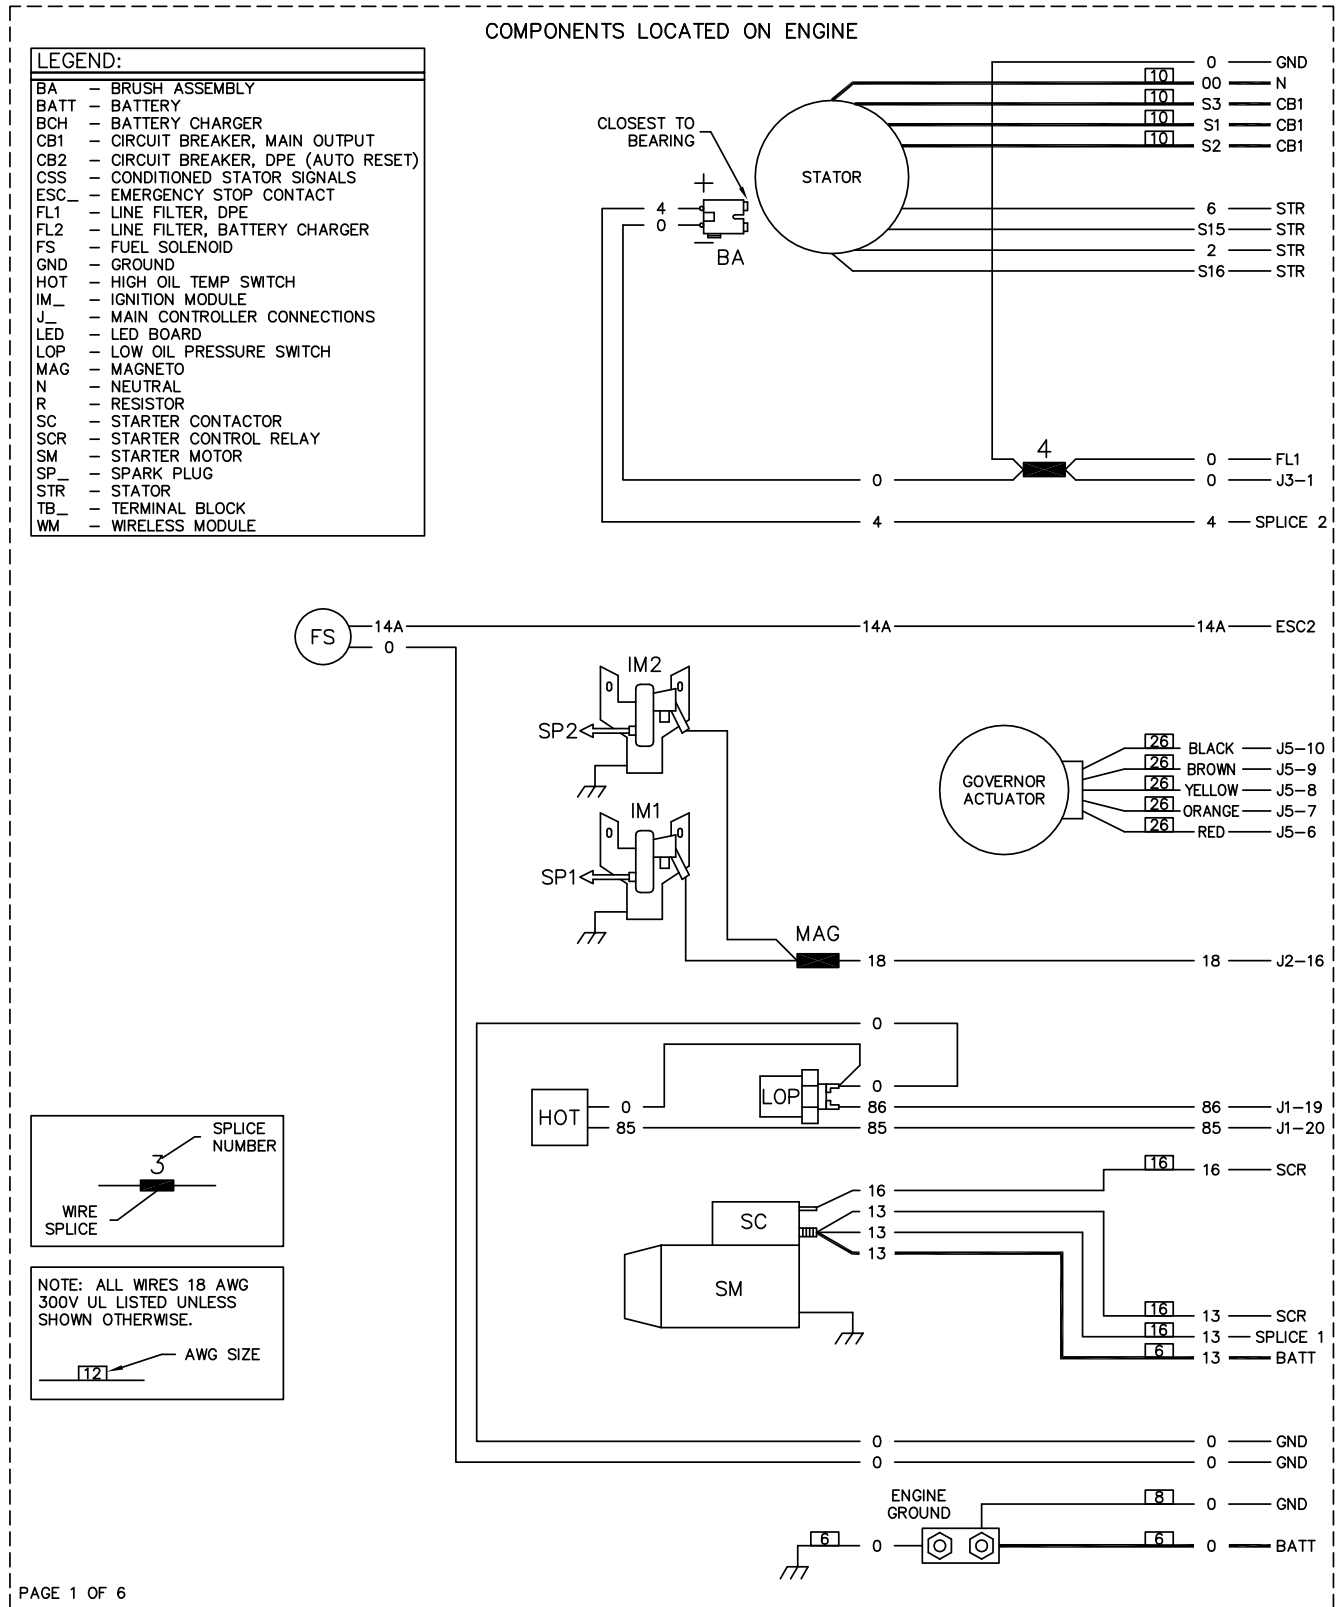 COMPONENTS LOCATED ON ENGINE
LEGEND:
BA – BRUSH ASSEMBLY
BATT – BATTERY
BCH – BATTERY CHARGER
CB1 – CIRCUIT BREAKER, MAIN OUTPUT
CB2 – CIRCUIT BREAKER, DPE (AUTO RESET)
CSS – CONDITIONED STATOR SIGNALS
ESC_ – EMERGENCY STOP CONTACT
FL1 – LINE FILTER, DPE
FL2 – LINE FILTER, BATTERY CHARGER
FS – FUEL SOLENOID
GND – GROUND
HOT – HIGH OIL TEMP SWITCH
IM_ – IGNITION MODULE
J_ – MAIN CONTROLLER CONNECTIONS
LED – LED BOARD
LOP – LOW OIL PRESSURE SWITCH
MAG – MAGNETO
N – NEUTRAL
R – RESISTOR
SC – STARTER CONTACTOR
SCR – STARTER CONTROL RELAY
SM – STARTER MOTOR
SP_ – SPARK PLUG
STR – STATOR
TB_ – TERMINAL BLOCK
WM – WIRELESS MODULE
0 GND
10 00 N
10 S3 CB1
10 S1 CB1
10 S2 CB1
CLOSEST TO
BEARING
STATOR
+
4
0
–
BA
6 STR
S15 STR
2 STR
S16 STR
4
0 FL1
0 0 J3–1
4 4 SPLICE 2
FS
14A 14A 14A ESC2
0
IM2
SP2
IM1
SP1
GOVERNOR
ACTUATOR
26 BLACK J5–10
26 BROWN J5–9
26 YELLOW J5–8
26 ORANGE J5–7
26 RED J5–6
MAG
18 18 J2–16
0
0
LOP
HOT
0 86 86 J1–19
85 85 85 J1–20
SPLICE
NUMBER
3
WIRE
SPLICE
16 16 SCR
16
13
13
13
SC
SM
16 13 SCR
16 13 SPLICE 1
6 13 BATT
NOTE: ALL WIRES 18 AWG
300V UL LISTED UNLESS
SHOWN OTHERWISE.
12 AWG SIZE
0 0 GND
0 0 GND
ENGINE
GROUND
8 0 GND
6 0 6 0 BATT
PAGE 1 OF 6